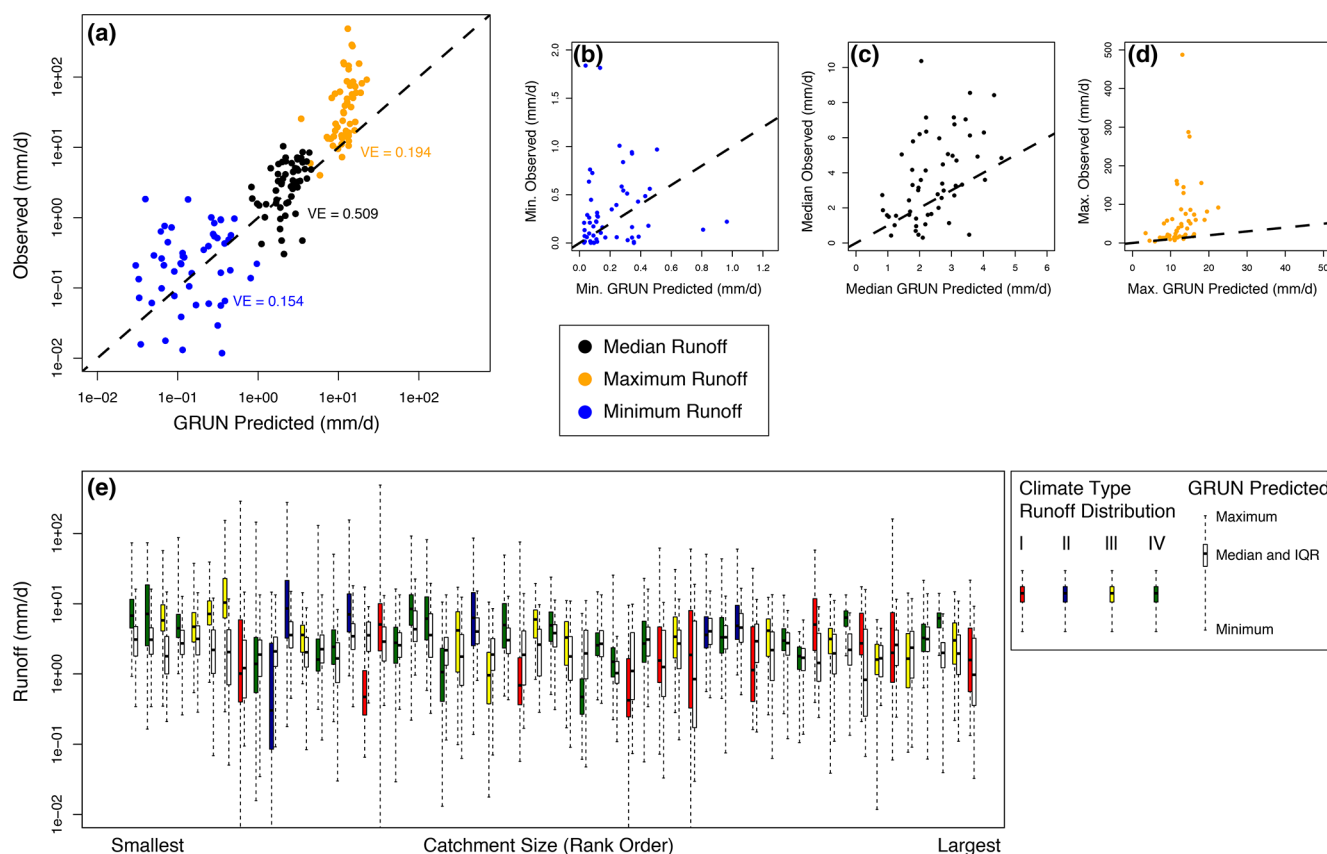 (a)
Observed (mm/d)
1e+02
1e+01
1e+00
1e−01
1e−02
VE = 0.194
VE = 0.509
VE = 0.154
1e−02 1e−01 1e+00 1e+01 1e+02
GRUN Predicted (mm/d)
(b)
Min. Observed (mm/d)
2.0
1.5
1.0
0.5
0.0
0.0 0.2 0.4 0.6 0.8 1.0 1.2
Min. GRUN Predicted (mm/d)
(c)
Median Observed (mm/d)
10
8
6
4
2
0
0 1 2 3 4 5 6
Median GRUN Predicted (mm/d)
(d)
Max. Observed (mm/d)
500
400
300
200
100
0
0 10 20 30 40 50
Max. GRUN Predicted (mm/d)
Median Runoff
Maximum Runoff
Minimum Runoff
(e)
Runoff (mm/d)
1e+02
1e+01
1e+00
1e−01
1e−02
Smallest Catchment Size (Rank Order) Largest
Climate Type
Runoff Distribution
I II III IV
GRUN Predicted
Maximum
Median and IQR
Minimum